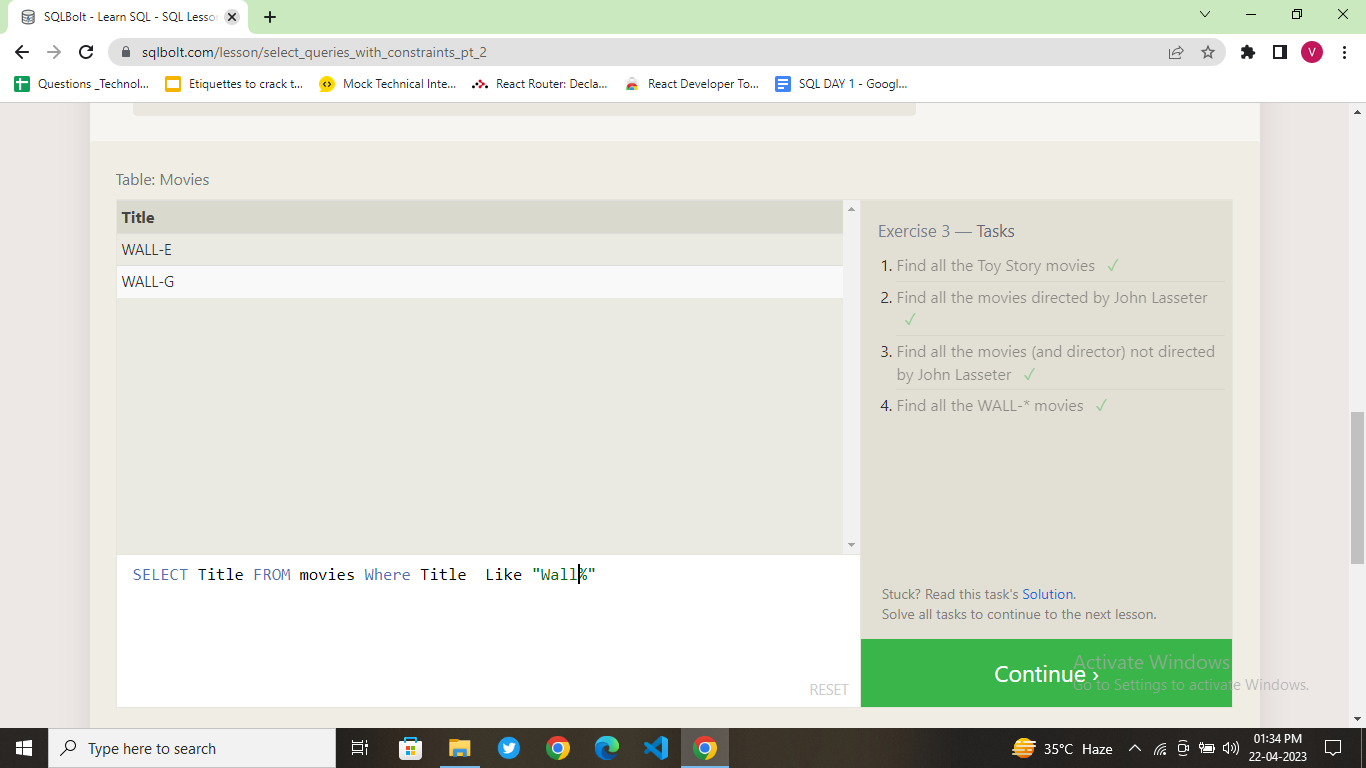 SQLBolt - Learn SQL - SQL Lesson
sqlbolt.com/lesson/select_queries_with_constraints_pt_2
V
Questions _Technol...
Etiquettes to crack t...
Mock Technical Inte...
React Router: Decla...
React Developer To...
SQL DAY 1 - Googl...
Table: Movies
Title
WALL-E
WALL-G
Exercise 3 — Tasks
1. Find all the Toy Story movies ✓
2. Find all the movies directed by John Lasseter
✓
3. Find all the movies (and director) not directed
by John Lasseter ✓
4. Find all the WALL-* movies ✓
SELECT Title FROM movies Where Title  Like "Wall%"
RESET
Stuck? Read this task's Solution.
Solve all tasks to continue to the next lesson.
Continue ›
Activate Windows
Go to Settings to activate Windows.
Type here to search
35°C Haze
01:34 PM
22-04-2023